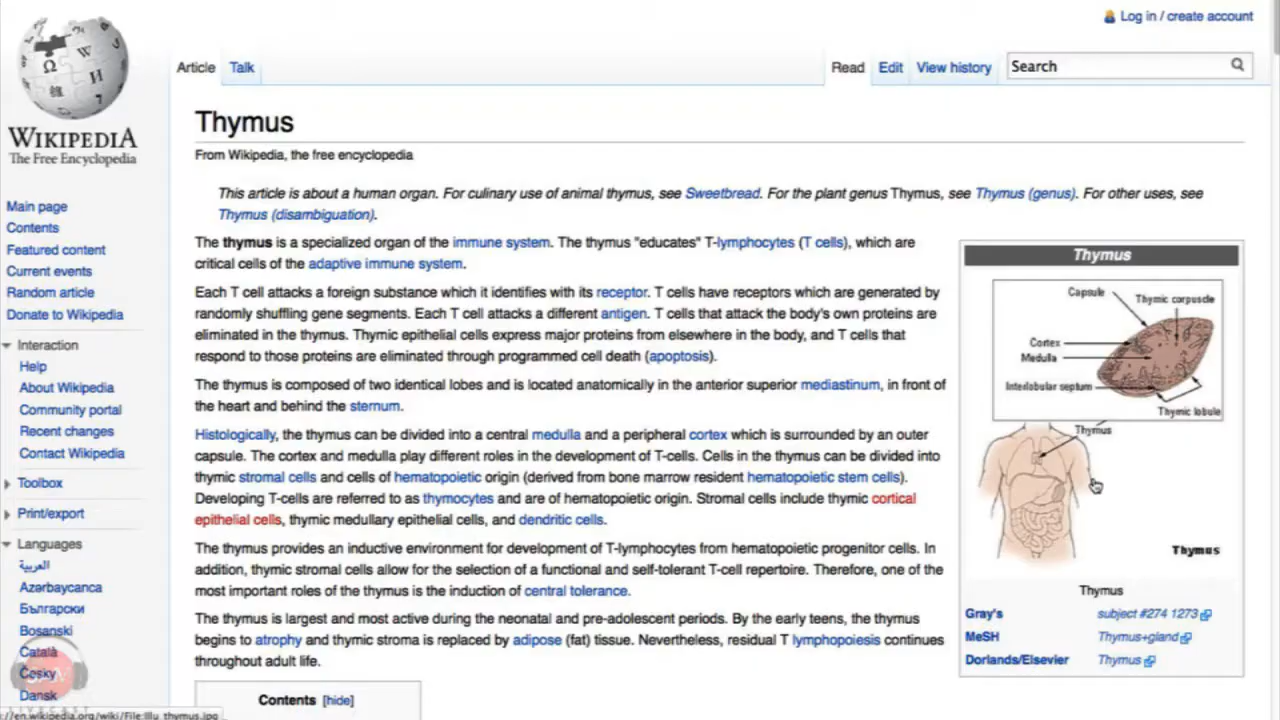 Log in / create account
WIKIPEDIA
The Free Encyclopedia
Article Talk
Read Edit View history Search
Thymus
From Wikipedia, the free encyclopedia
This article is about a human organ. For culinary use of animal thymus, see Sweetbread. For the plant genus Thymus, see Thymus (genus). For other uses, see
Thymus (disambiguation).
The thymus is a specialized organ of the immune system. The thymus "educates" T-lymphocytes (T cells), which are
critical cells of the adaptive immune system.
Each T cell attacks a foreign substance which it identifies with its receptor. T cells have receptors which are generated by
randomly shuffling gene segments. Each T cell attacks a different antigen. T cells that attack the body's own proteins are
eliminated in the thymus. Thymic epithelial cells express major proteins from elsewhere in the body, and T cells that
respond to those proteins are eliminated through programmed cell death (apoptosis).
The thymus is composed of two identical lobes and is located anatomically in the anterior superior mediastinum, in front of
the heart and behind the sternum.
Histologically, the thymus can be divided into a central medulla and a peripheral cortex which is surrounded by an outer
capsule. The cortex and medulla play different roles in the development of T-cells. Cells in the thymus can be divided into
thymic stromal cells and cells of hematopoietic origin (derived from bone marrow resident hematopoietic stem cells).
Developing T-cells are referred to as thymocytes and are of hematopoietic origin. Stromal cells include thymic cortical
epithelial cells, thymic medullary epithelial cells, and dendritic cells.
The thymus provides an inductive environment for development of T-lymphocytes from hematopoietic progenitor cells. In
addition, thymic stromal cells allow for the selection of a functional and self-tolerant T-cell repertoire. Therefore, one of the
most important roles of the thymus is the induction of central tolerance.
The thymus is largest and most active during the neonatal and pre-adolescent periods. By the early teens, the thymus
begins to atrophy and thymic stroma is replaced by adipose (fat) tissue. Nevertheless, residual T lymphopoiesis continues
throughout adult life.
Contents [hide]
Main page
Contents
Featured content
Current events
Random article
Donate to Wikipedia
Interaction
Help
About Wikipedia
Community portal
Recent changes
Contact Wikipedia
Toolbox
Print/export
Languages
العربية
Azərbaycanca
Български
Bosanski
Català
Česky
Dansk
Thymus
Capsule
Thymic corpuscle
Cortex
Medulla
Interlobular septum
Thymic lobule
Thymus
Thymus
Thymus
Gray's subject #274 1273
MeSH Thymus+gland
Dorlands/Elsevier Thymus
://en.wikipedia.org/wiki/File:Illu_thymus.jpg